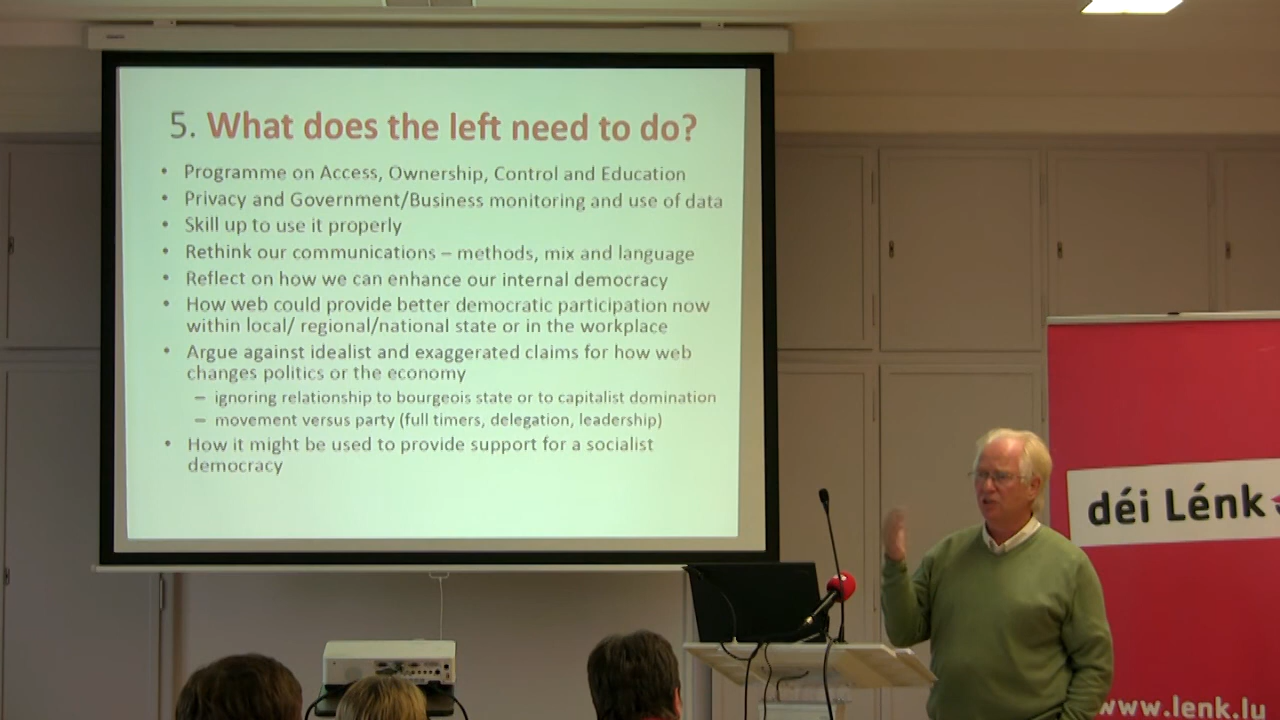 5. What does the left need to do?
• Programme on Access, Ownership, Control and Education
• Privacy and Government/Business monitoring and use of data
• Skill up to use it properly
• Rethink our communications – methods, mix and language
• Reflect on how we can enhance our internal democracy
• How web could provide better democratic participation now
within local/ regional/national state or in the workplace
• Argue against idealist and exaggerated claims for how web
changes politics or the economy
– ignoring relationship to bourgeois state or to capitalist domination
– movement versus party (full timers, delegation, leadership)
• How it might be used to provide support for a socialist
democracy
déi Lénk
www.lenk.lu